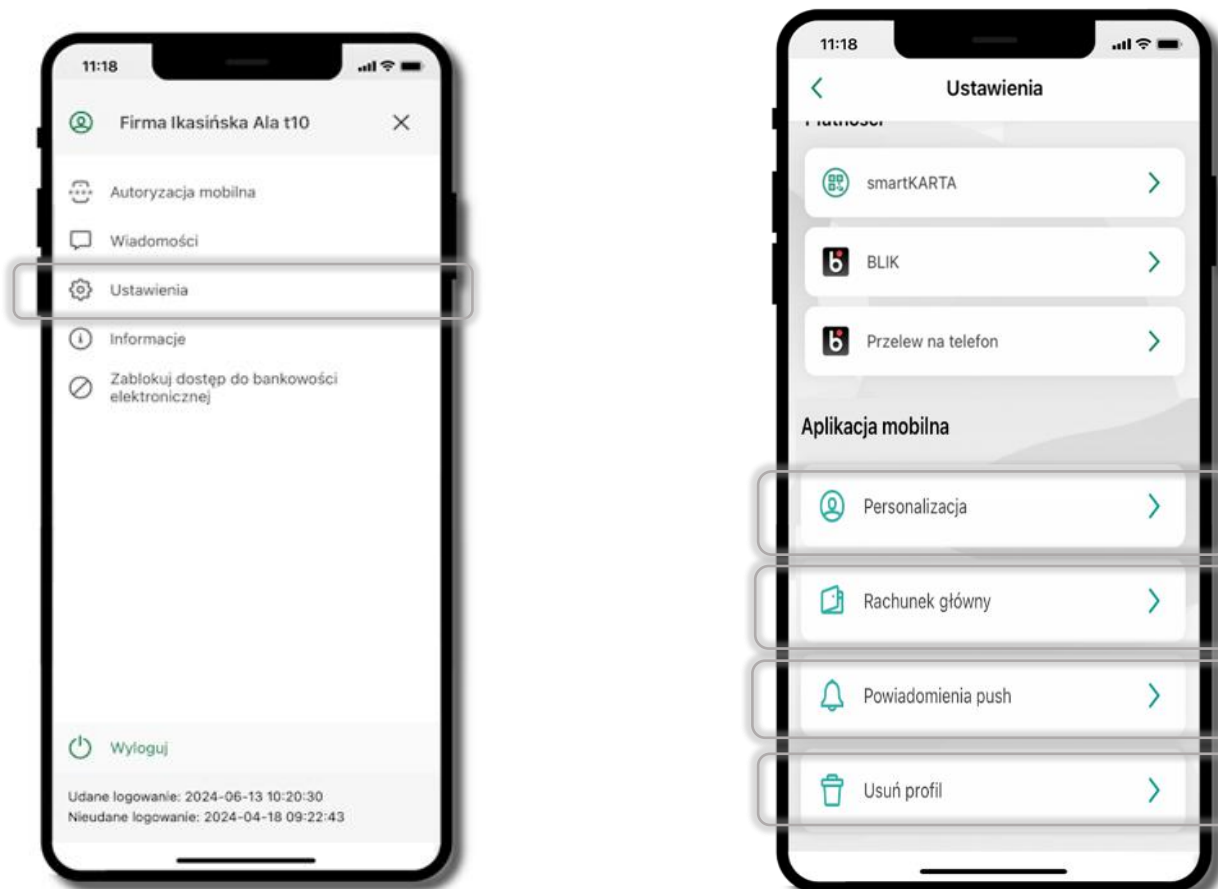 11:18
Firma Ikasińska Ala t10
Autoryzacja mobilna
Wiadomości
Ustawienia
Informacje
Zablokuj dostęp do bankowości
elektronicznej
Wyloguj
Udane logowanie: 2024-06-13 10:20:30
Nieudane logowanie: 2024-04-18 09:22:43
11:18
Ustawienia
Płatności
smartKARTA
BLIK
Przelew na telefon
Aplikacja mobilna
Personalizacja
Rachunek główny
Powiadomienia push
Usuń profil